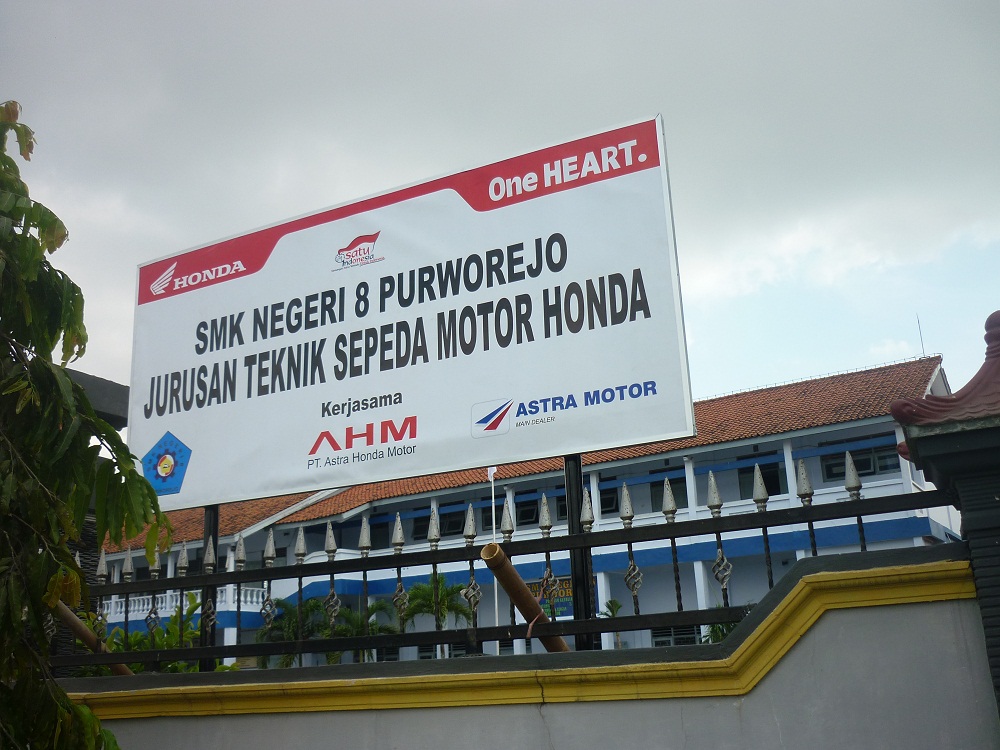 One HEART.
HONDA
satu
indonesia
SMK NEGERI 8 PURWOREJO
JURUSAN TEKNIK SEPEDA MOTOR HONDA
Kerjasama
AHM
PT. Astra Honda Motor
ASTRA MOTOR
MAIN DEALER